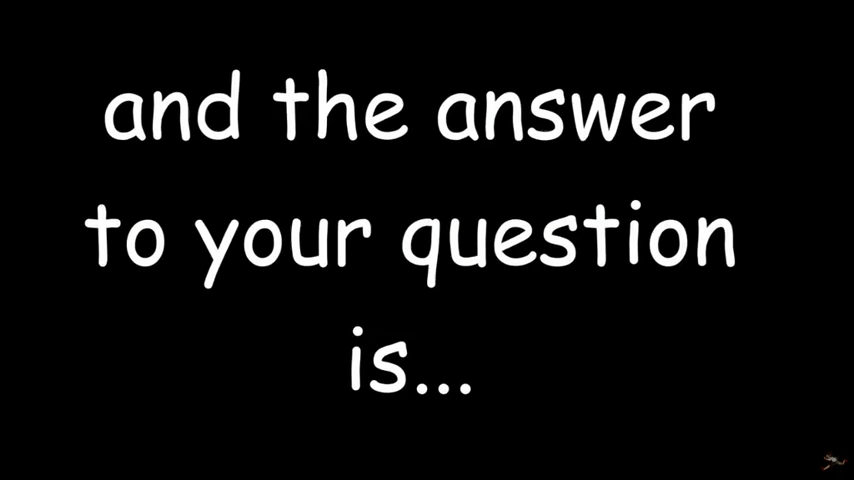 and the answer
to your question
is...